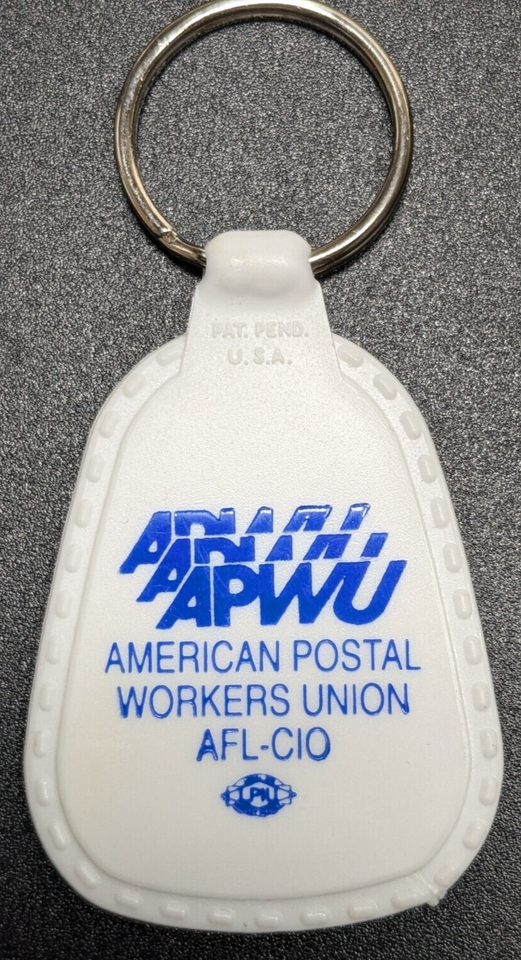 PAT. PEND.
U.S.A.
APWU
AMERICAN POSTAL
WORKERS UNION
AFL-CIO